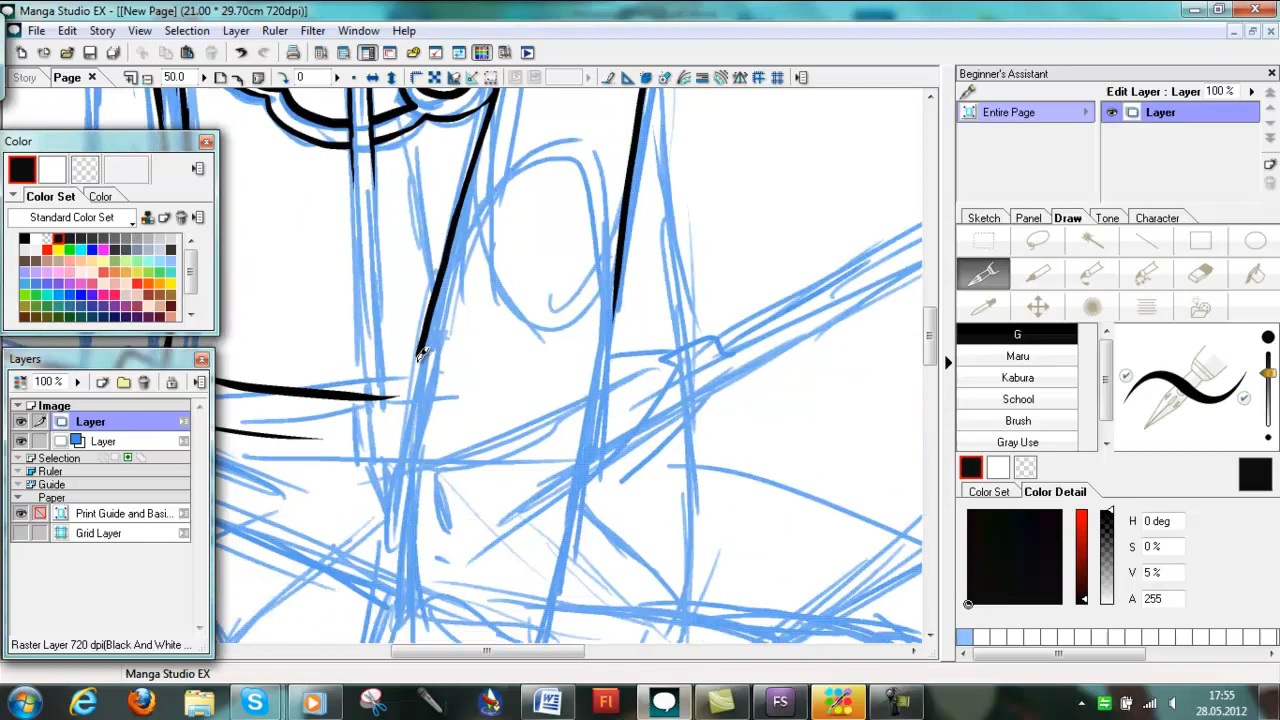 Manga Studio EX - [[New Page] (21.00 * 29.70cm 720dpi)]
File Edit Story View Selection Layer Ruler Filter Window Help
Story Page 50.0 0
Beginner's Assistant
Edit Layer : Layer 100 %
Entire Page Layer
Color
Color Set Color
Standard Color Set
Layers
100 %
Image
Layer
Layer
Selection
Ruler
Guide
Paper
Print Guide and Basi...
Grid Layer
Raster Layer 720 dpi(Black And White ...
Sketch Panel Draw Tone Character
G
Maru
Kabura
School
Brush
Gray Use
Color Set Color Detail
H 0 deg
S 0 %
V 5 %
A 255
Manga Studio EX
17:55
28.05.2012